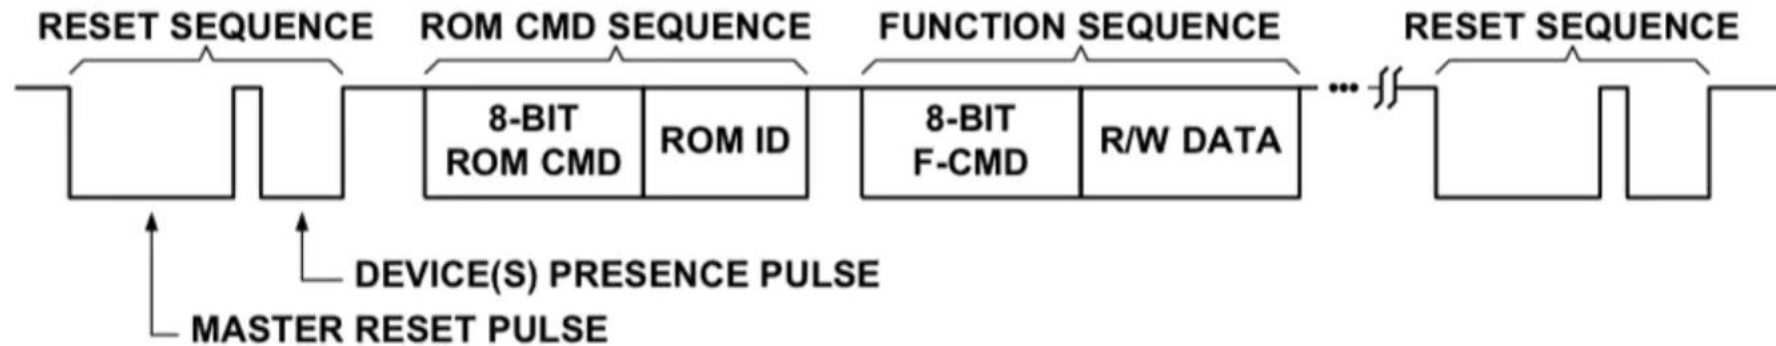 RESET SEQUENCE
ROM CMD SEQUENCE
FUNCTION SEQUENCE
RESET SEQUENCE
8-BIT
ROM CMD
ROM ID
8-BIT
F-CMD
R/W DATA
DEVICE(S) PRESENCE PULSE
MASTER RESET PULSE